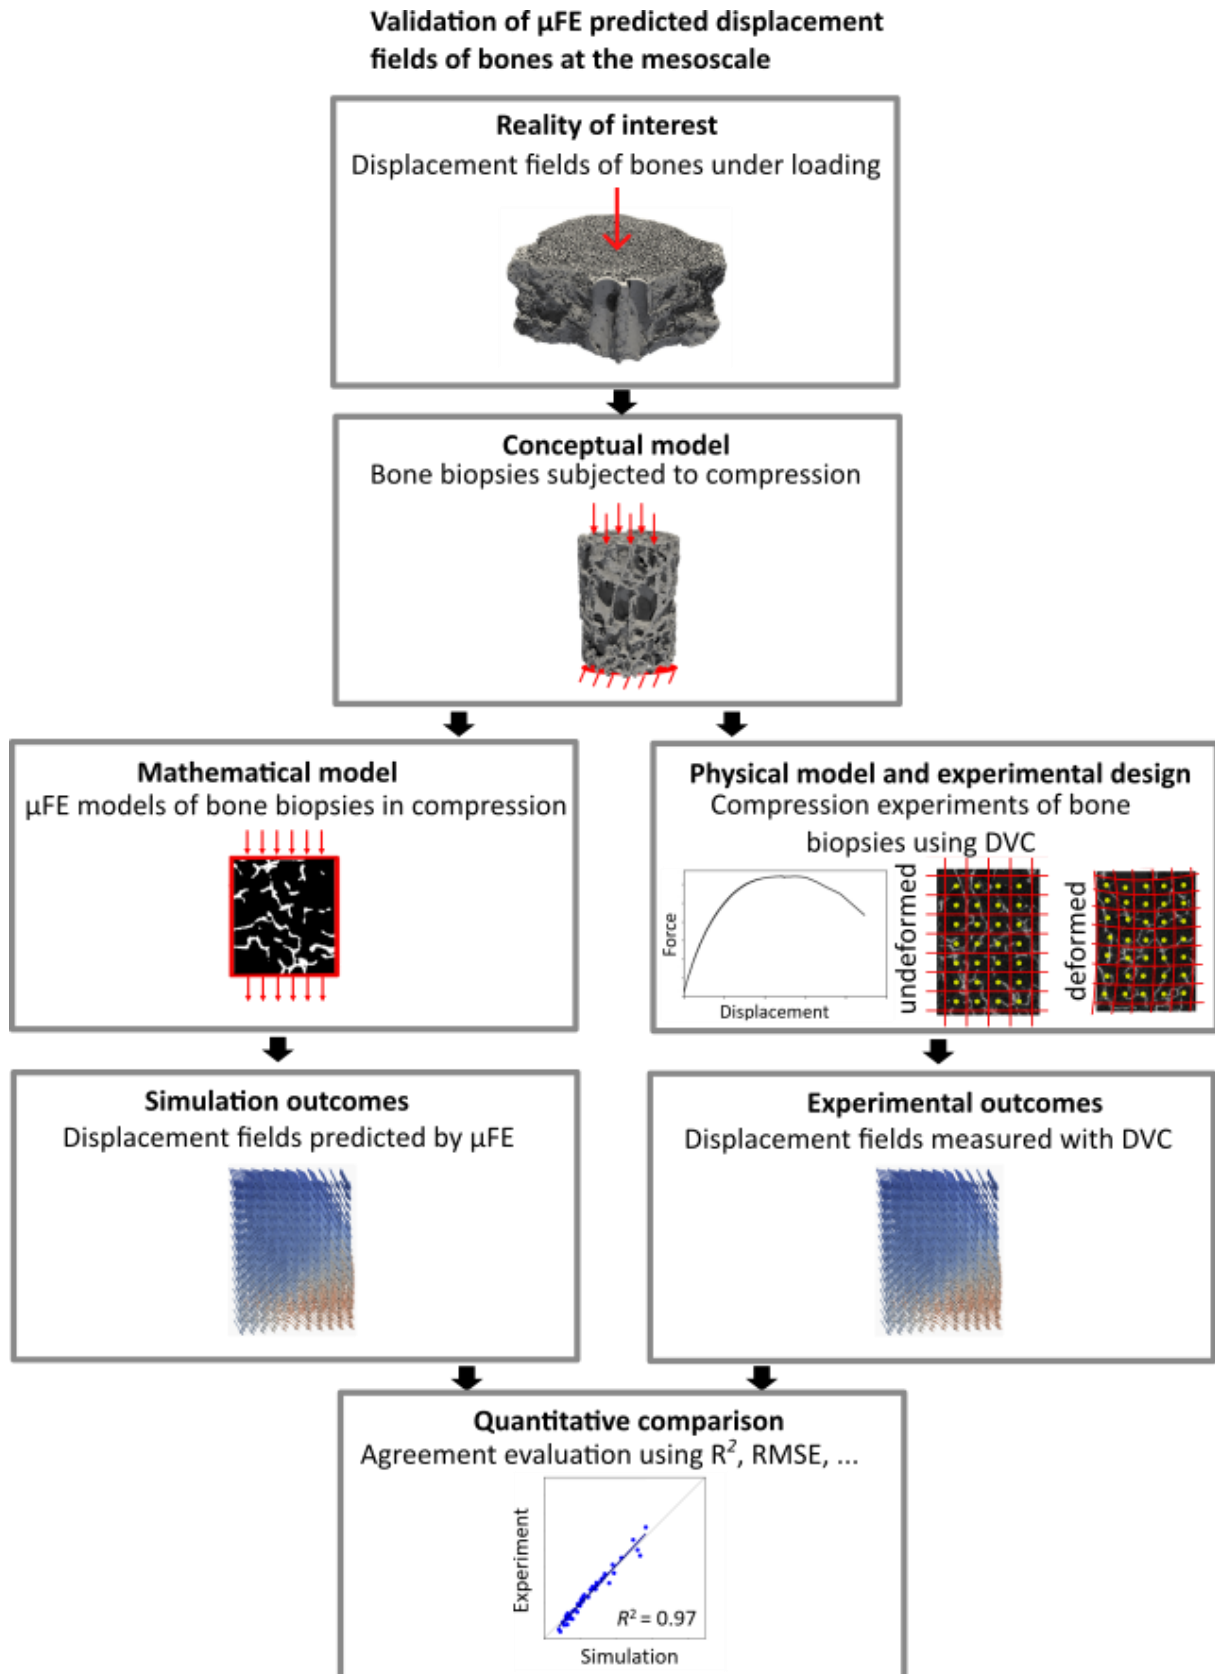 Validation of µFE predicted displacement
fields of bones at the mesoscale
Reality of interest
Displacement fields of bones under loading
Conceptual model
Bone biopsies subjected to compression
Mathematical model
µFE models of bone biopsies in compression
Physical model and experimental design
Compression experiments of bone
biopsies using DVC
Force
Displacement
undeformed
deformed
Simulation outcomes
Displacement fields predicted by µFE
Experimental outcomes
Displacement fields measured with DVC
Quantitative comparison
Agreement evaluation using R², RMSE, ...
Experiment
R² = 0.97
Simulation